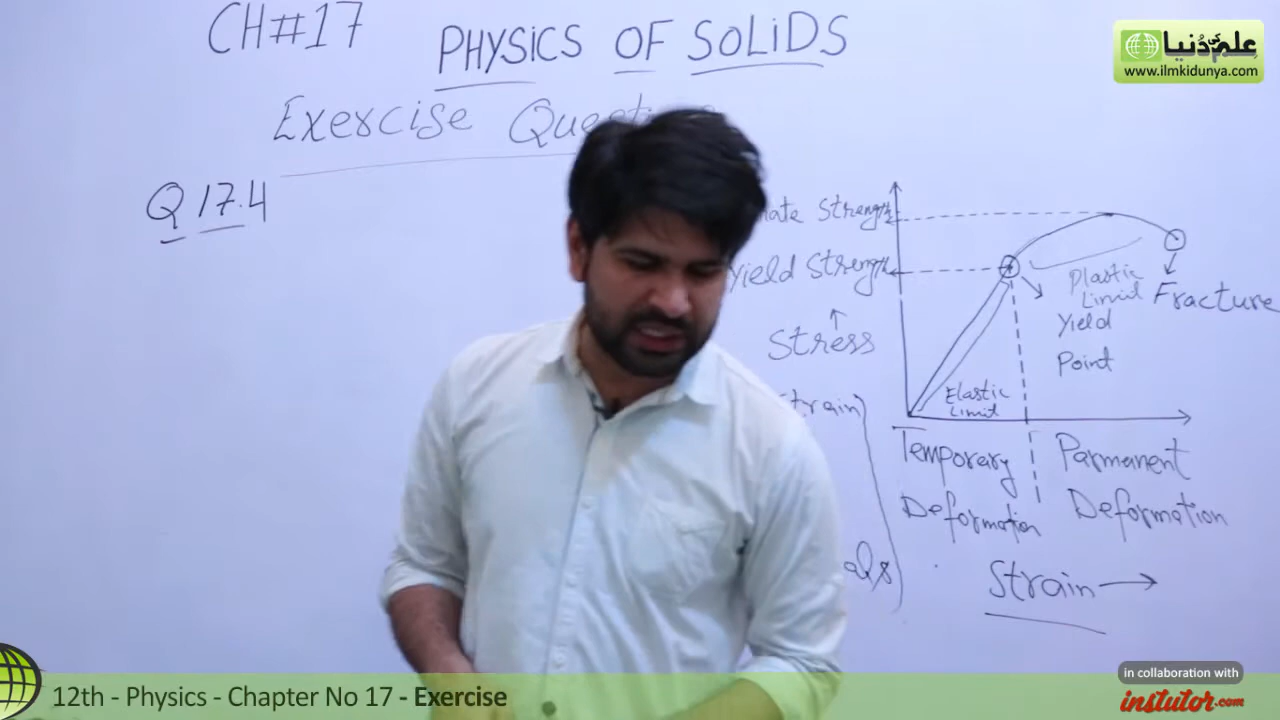 CH#17
PHYSICS OF SOLIDS
Exercise
Q 17.4
Strength
Yield Strength
Stress
Plastic
Limit
Fracture
Yield
Point
Elastic
Limit
Temporary
Deformation
Parmanent
Deformation
Strain
علم کی دُنیا
www.ilmkidunya.com
12th - Physics - Chapter No 17 - Exercise
in collaboration with
instutor.com